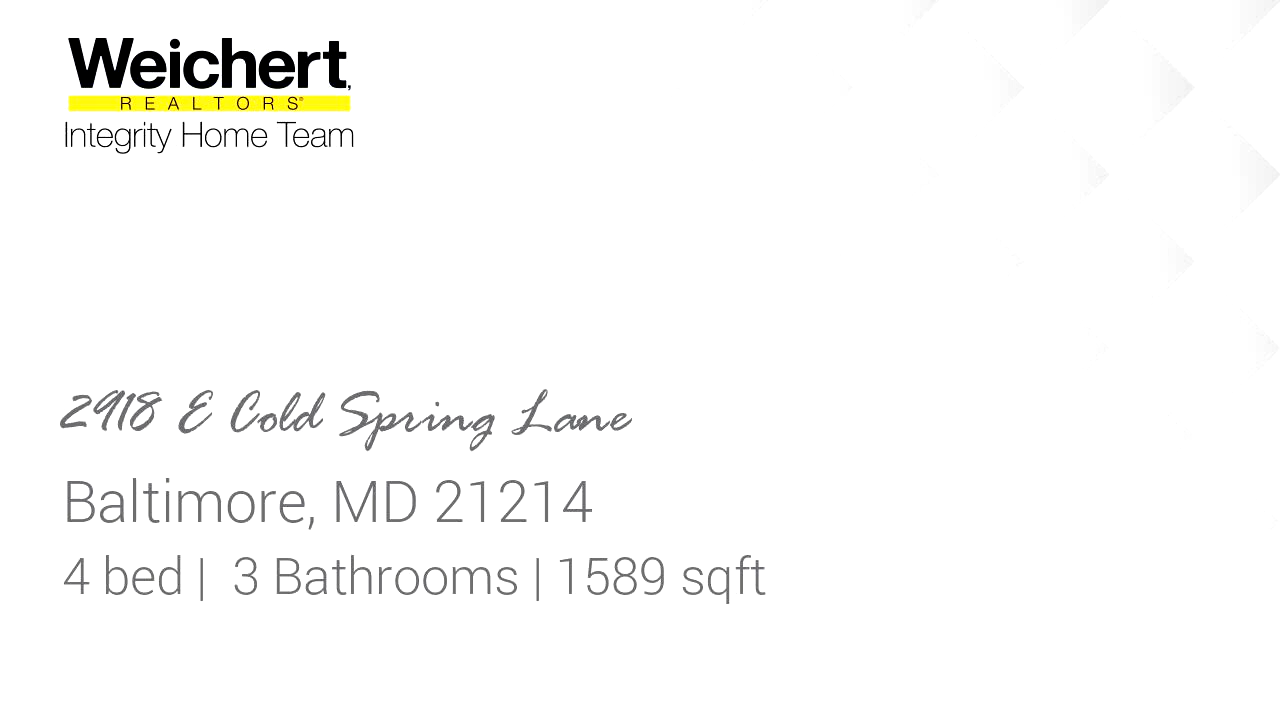 Weichert,
REALTORS®
Integrity Home Team
2918 E Cold Spring Lane
Baltimore, MD 21214
4 bed | 3 Bathrooms | 1589 sqft